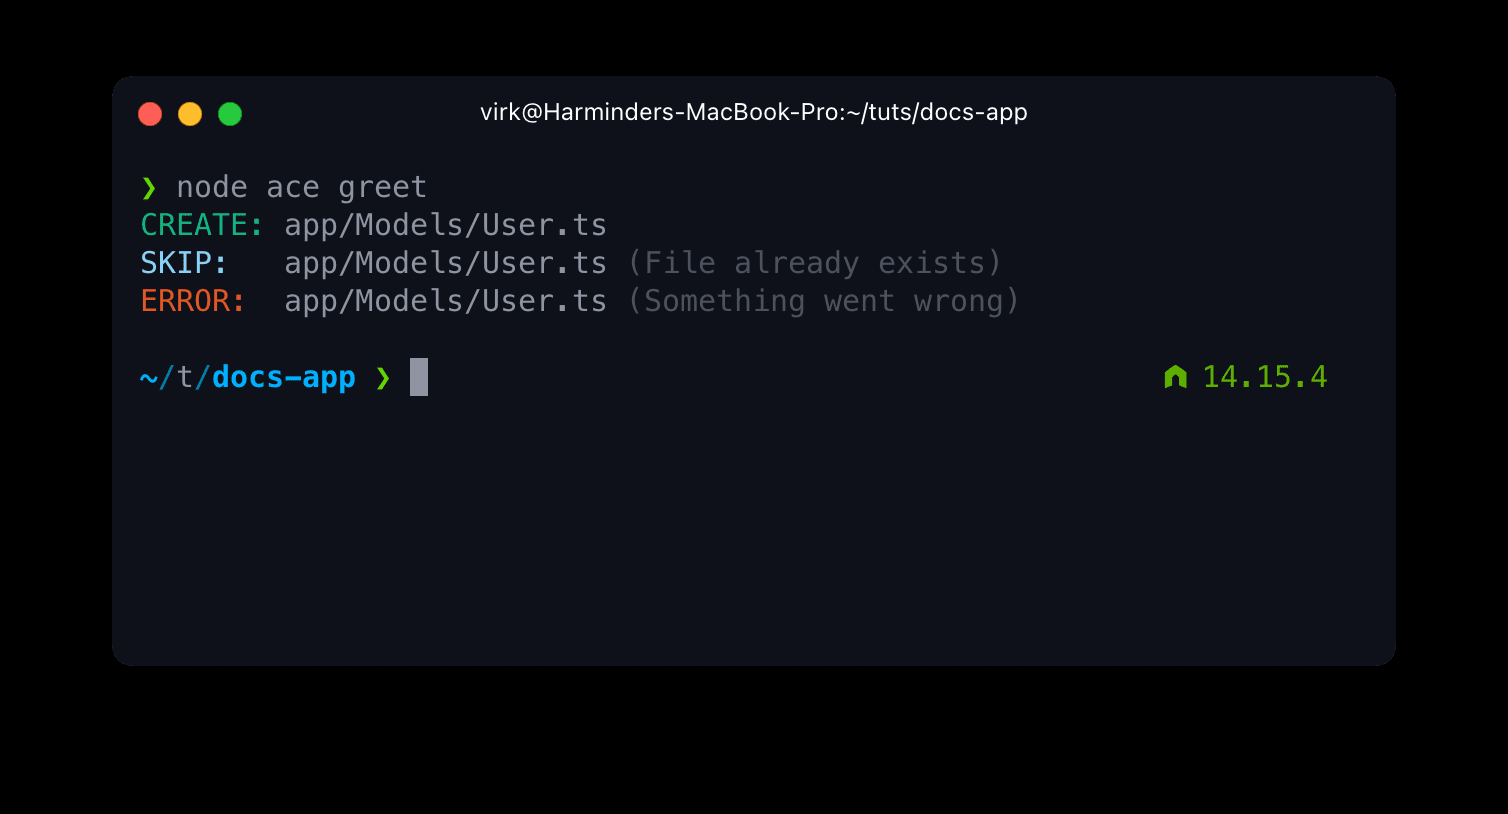 virk@Harminders-MacBook-Pro:~/tuts/docs-app
❯ node ace greet
CREATE: app/Models/User.ts
SKIP:   app/Models/User.ts (File already exists)
ERROR:  app/Models/User.ts (Something went wrong)
~/t/docs-app ❯ 14.15.4